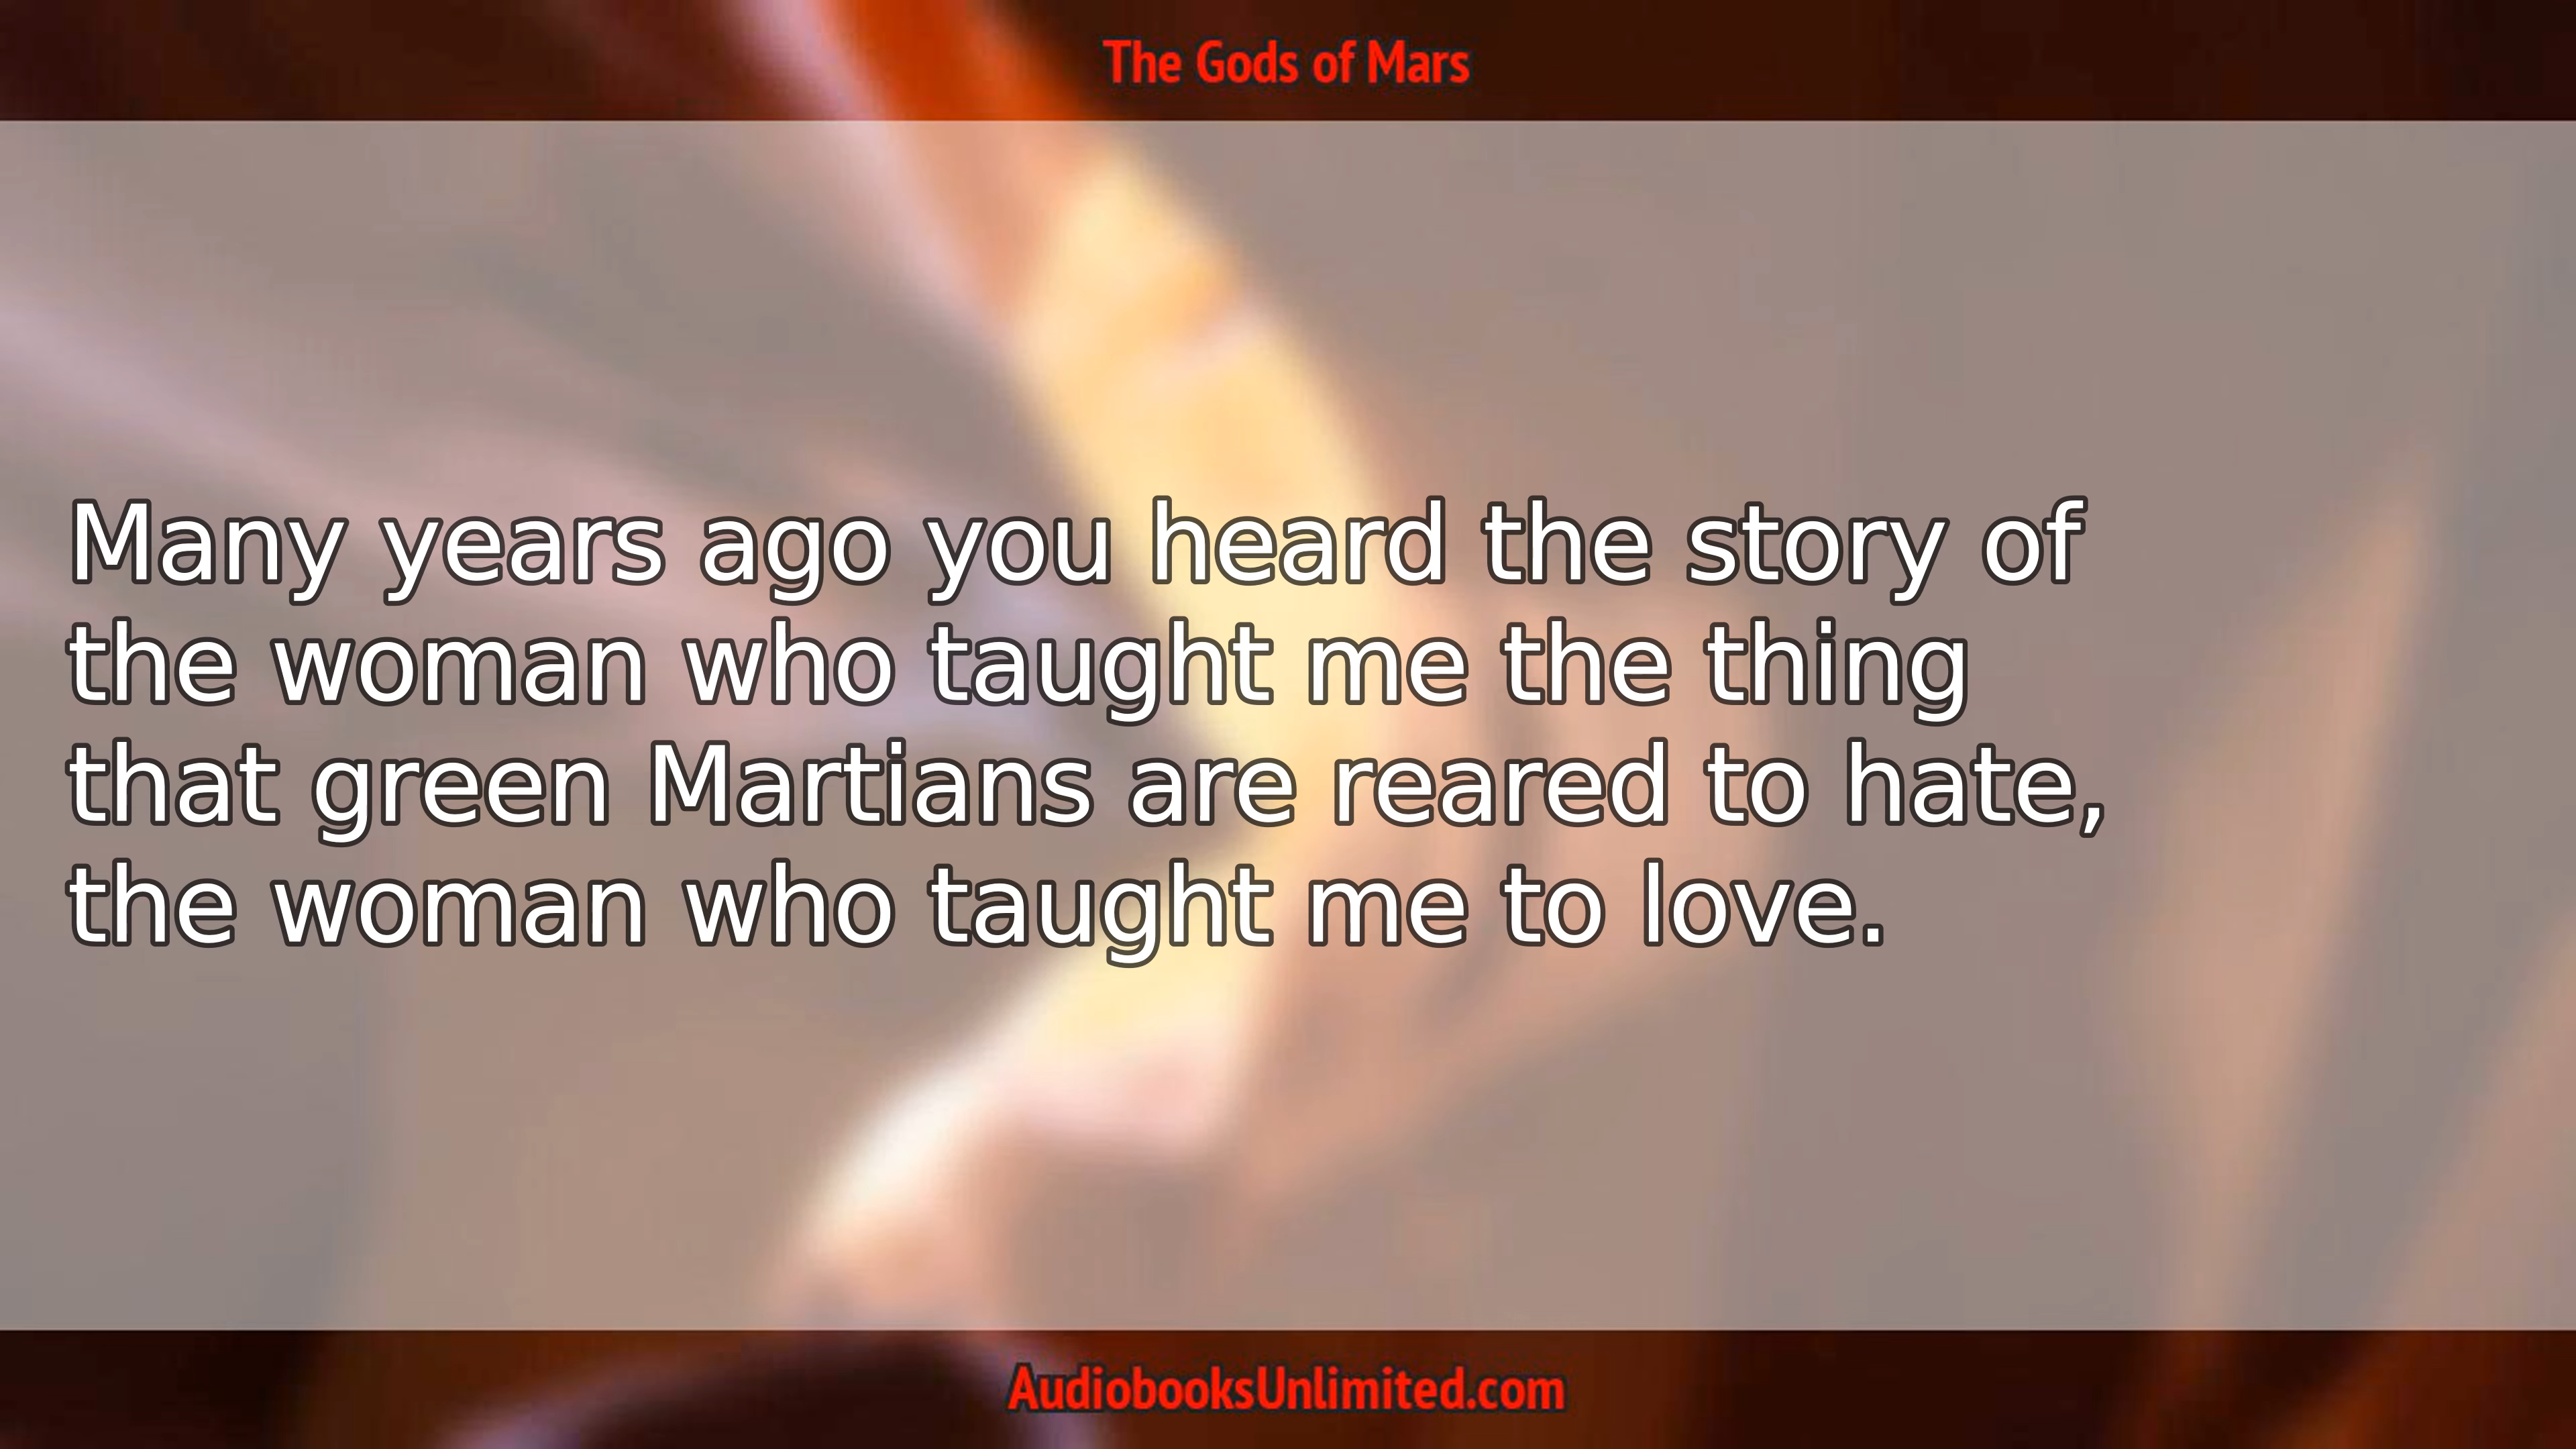 The Gods of Mars
Many years ago you heard the story of
the woman who taught me the thing
that green Martians are reared to hate,
the woman who taught me to love.
AudiobooksUnlimited.com